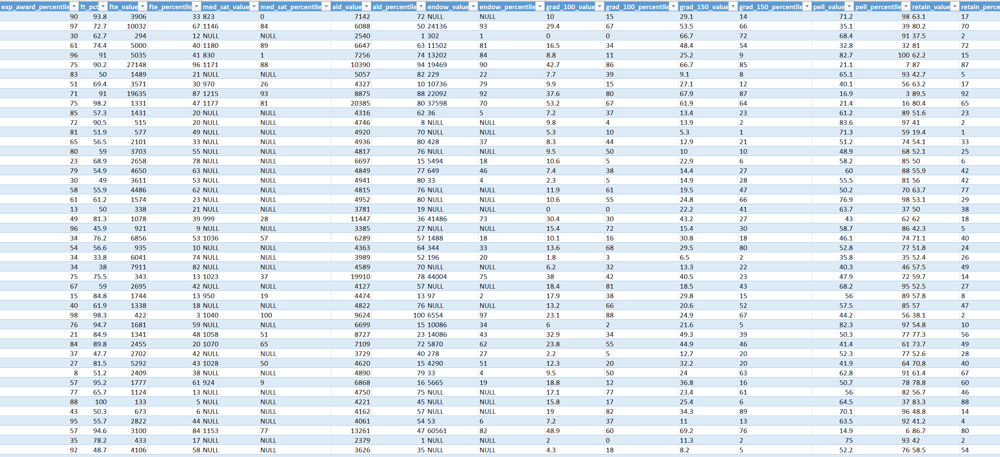 exp_award_percentile ft_pct fte_value fte_percentile med_sat_value med_sat_percentile aid_value aid_percentile endow_value endow_percentile grad_100_value grad_100_percentile grad_150_value grad_150_percentile pell_value pell_percentile retain_value retain_perce
90 93.8 3906 33 823 0 7142 72 NULL NULL 10 15 29.1 14 71.2 98 63.1 17
97 72.7 10032 67 1146 84 6088 50 24136 93 29.4 67 53.5 66 35.1 39 80.2 70
30 62.7 294 12 NULL NULL 2540 1 302 1 0 0 66.7 72 68.4 91 37.5 2
61 74.4 5000 40 1180 89 6647 63 11502 81 16.5 34 48.4 54 32.8 32 81 72
96 91 5035 41 830 1 7256 74 13202 84 8.8 11 25.2 9 82.7 100 62.2 15
75 90.2 27148 96 1171 88 10390 94 19469 90 42.7 86 66.7 85 21.1 7 87 87
83 50 1489 21 NULL NULL 5057 82 229 22 7.7 39 9.1 8 65.1 93 42.7 5
51 69.4 3571 30 970 26 4327 10 10736 79 9.9 15 27.1 12 40.1 56 63.2 17
71 91 19635 87 1215 93 8875 88 22092 92 37.6 80 67.9 87 16.9 3 89.5 92
75 98.2 1331 47 1177 81 20385 80 37598 70 53.2 67 61.9 64 21.4 16 80.4 65
85 57.3 1431 20 NULL NULL 4316 62 36 5 7.2 37 13.4 23 61.2 89 51.6 23
72 90.5 515 20 NULL NULL 4746 8 NULL NULL 9.8 4 13.9 2 83.6 97 41 2
81 51.9 577 49 NULL NULL 4920 70 NULL NULL 5.3 10 5.3 1 71.3 59 19.4 1
65 56.5 2101 33 NULL NULL 4936 80 428 37 8.3 44 12.9 21 51.2 74 54.1 33
80 59 3703 55 NULL NULL 4817 76 NULL NULL 9.5 50 10 10 48.9 68 52.1 25
23 68.9 2658 78 NULL NULL 6697 15 5494 18 10.6 5 22.9 6 58.2 85 50 6
79 54.9 4650 63 NULL NULL 4849 77 649 46 7.4 38 14.4 27 60 88 55.9 42
30 49 3611 53 NULL NULL 4941 80 33 4 2.3 5 14.9 28 55.5 81 56 42
58 55.9 4486 62 NULL NULL 4815 76 NULL NULL 11.9 61 19.5 47 50.2 70 63.7 77
61 61.2 1574 23 NULL NULL 4952 80 NULL NULL 10.6 55 24.8 66 76.9 98 53.1 29
13 50 338 21 NULL NULL 3781 19 NULL NULL 0 0 22.2 41 63.7 37 50 38
49 81.3 1078 39 999 28 11447 36 41486 73 30.4 30 43.2 27 43 62 62 18
96 45.9 921 9 NULL NULL 3385 27 NULL NULL 15.4 72 15.4 30 58.7 86 42.3 5
34 76.2 6856 53 1036 57 6289 57 1488 18 10.1 16 30.8 18 46.1 74 71.1 40
54 56.6 935 10 NULL NULL 4363 64 344 33 13.6 68 29.5 80 52.8 77 51.8 24
34 33.8 6041 74 NULL NULL 3989 52 196 20 1.8 3 6.5 2 35.8 35 52.4 26
34 38 7911 82 NULL NULL 4589 70 NULL NULL 6.2 32 13.3 22 40.3 46 57.5 49
75 75.5 343 13 1023 37 19910 78 44004 75 38 42 40.5 23 47.9 72 59.7 14
67 59 2695 42 NULL NULL 4127 57 NULL NULL 18.4 81 18.5 43 68.2 95 52.5 27
15 84.8 1744 13 950 19 4474 13 97 2 17.9 38 29.8 15 56 89 57.8 8
40 61.9 1338 18 NULL NULL 4822 76 NULL NULL 13.2 66 20.6 52 57.5 85 57 47
98 98.3 422 3 1040 100 9624 100 6554 97 23.1 88 24.9 67 44.2 56 38.1 2
76 94.7 1681 59 NULL NULL 6699 15 10086 34 6 2 21.6 5 82.3 97 54.8 10
21 84.9 1341 48 1058 51 8727 23 14086 43 32.9 34 49.3 39 50.3 77 77.3 56
84 89.8 2455 20 1070 65 7109 72 5870 62 23.8 55 44.9 46 41.4 61 73.7 49
37 47.7 2702 42 NULL NULL 3729 40 278 27 2.2 5 12.7 20 52.3 77 52.6 28
27 81.5 5292 43 1028 50 4620 15 4290 51 12.3 20 32.2 20 41.9 64 70.8 40
8 51.2 2409 38 NULL NULL 4890 79 33 4 9.5 50 24 63 62.8 91 61.4 67
57 95.2 1777 61 924 9 6868 16 5665 19 18.8 12 36.8 16 50.7 78 78.8 60
77 65.7 1124 13 NULL NULL 4750 75 NULL NULL 17.1 77 23.4 61 56 82 56.7 46
88 100 133 5 NULL NULL 4221 45 NULL NULL 15.8 17 25.4 6 64.5 37 83.3 88
43 50.3 673 6 NULL NULL 4162 57 NULL NULL 19 82 34.3 89 70.1 96 48.8 14
95 55.7 2822 44 NULL NULL 4061 54 53 6 7.2 37 11 13 63.5 92 41.2 4
57 94.6 3100 84 1153 77 13261 47 60561 82 48.9 60 69.2 76 14.9 6 86.7 80
35 78.2 433 17 NULL NULL 2379 1 NULL NULL 2 0 11.3 2 75 93 42 2
92 48.7 4106 58 NULL NULL 3626 35 NULL NULL 4.3 18 8.2 5 52.2 76 58.5 54